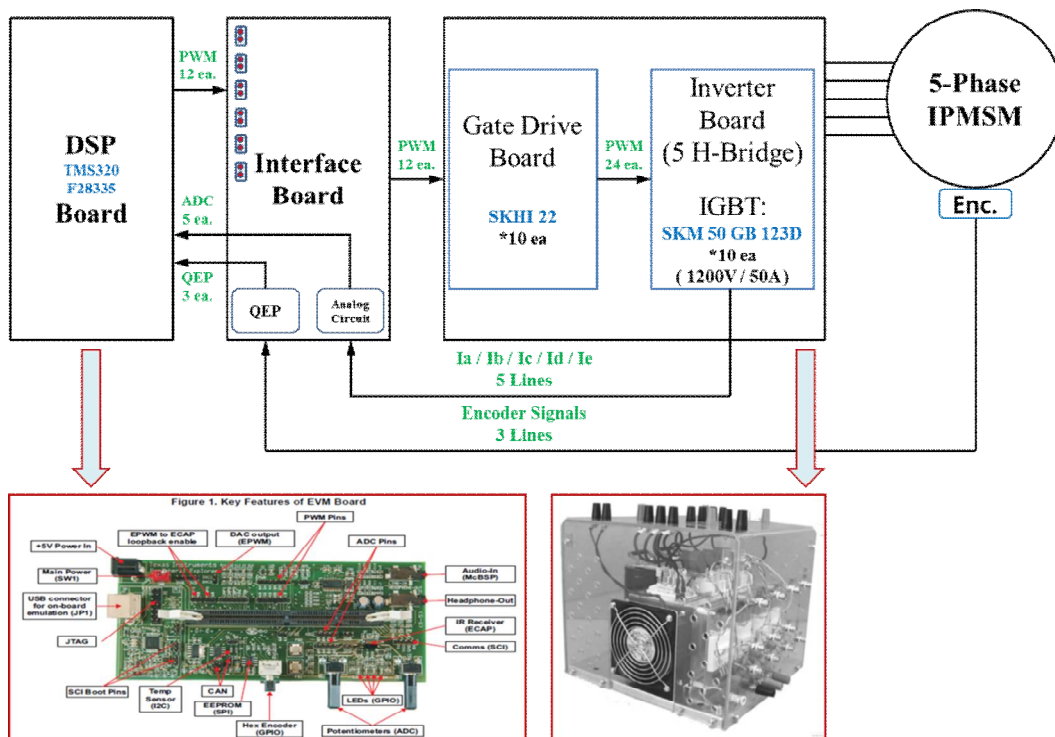 PWM
12 ea.
DSP
TMS320
F28335
Board
ADC
5 ea.
QEP
3 ea.
Interface
Board
QEP
Analog
Circuit
PWM
12 ea.
Gate Drive
Board
SKHI 22
*10 ea
PWM
24 ea.
Inverter
Board
(5 H-Bridge)
IGBT:
SKM 50 GB 123D
*10 ea
( 1200V / 50A)
5-Phase
IPMSM
Enc.
Ia / Ib / Ic / Id / Ie
5 Lines
Encoder Signals
3 Lines
Figure 1. Key Features of EVM Board
+5V Power In
Main Power
(SW1)
USB connector
for on-board
emulation (JP1)
JTAG
SCI Boot Pins
EPWM to ECAP
loopback enable
DAC output
(EPWM)
PWM Pins
ADC Pins
Audio-In
(McBSP)
Headphone-Out
IR Receiver
(ECAP)
Comms (SCI)
Temp
Sensor
(I2C)
CAN
EEPROM
(SPI)
Hex Encoder
(GPIO)
LEDs (GPIO)
Potentiometers (ADC)